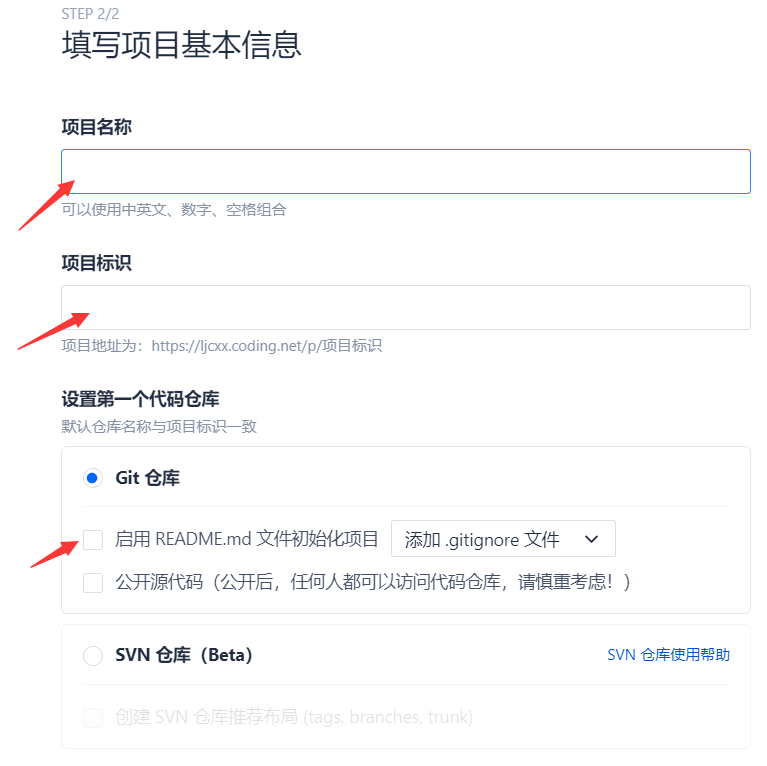 STEP 2/2
填写项目基本信息
项目名称
可以使用中英文、数字、空格组合
项目标识
项目地址为：https://ljcxx.coding.net/p/项目标识
设置第一个代码仓库
默认仓库名称与项目标识一致
Git 仓库
启用 README.md 文件初始化项目 添加 .gitignore 文件
公开源代码（公开后，任何人都可以访问代码仓库，请慎重考虑！）
SVN 仓库（Beta） SVN 仓库使用帮助
创建 SVN 仓库推荐布局 (tags, branches, trunk)